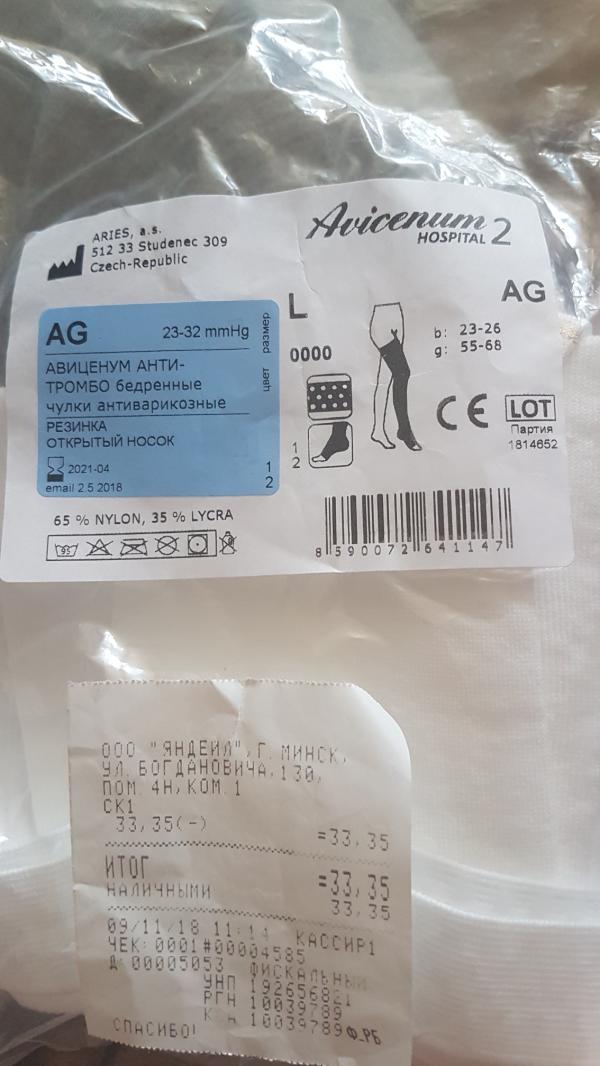 ARIES, a.s.
512 33 Studenec 309
Czech-Republic
Avicenum
HOSPITAL 2
AG
AG 23-32 mmHg
АВИЦЕНУМ АНТИ-
ТРОМБО бедренные
чулки антиварикозные
РЕЗИНКА
ОТКРЫТЫЙ НОСОК
2021-04
email 2.5 2018
размер
цвет
1
2
L
0000
1
2
b: 23-26
g: 55-68
CE
LOT
Партия
1814652
65 % NYLON, 35 % LYCRA
95
8 590072 641147
ООО "ЯНДЕЙЛ", Г. МИНСК,
УЛ. БОГДАНОВИЧА, 130,
ПОМ. 4Н, КОМ. 1
СК1
33,35(-)
=33,35
ИТОГ =33,35
НАЛИЧНЫМИ 33,35
09/11/18 11:14 КАССИР1
ЧЕК: 0001#00004585
Д: 00005053 ФИСКАЛЬНЫЙ
УНП 192656821
РГН 10039789
10039789 Ф_РБ
СПАСИБО!